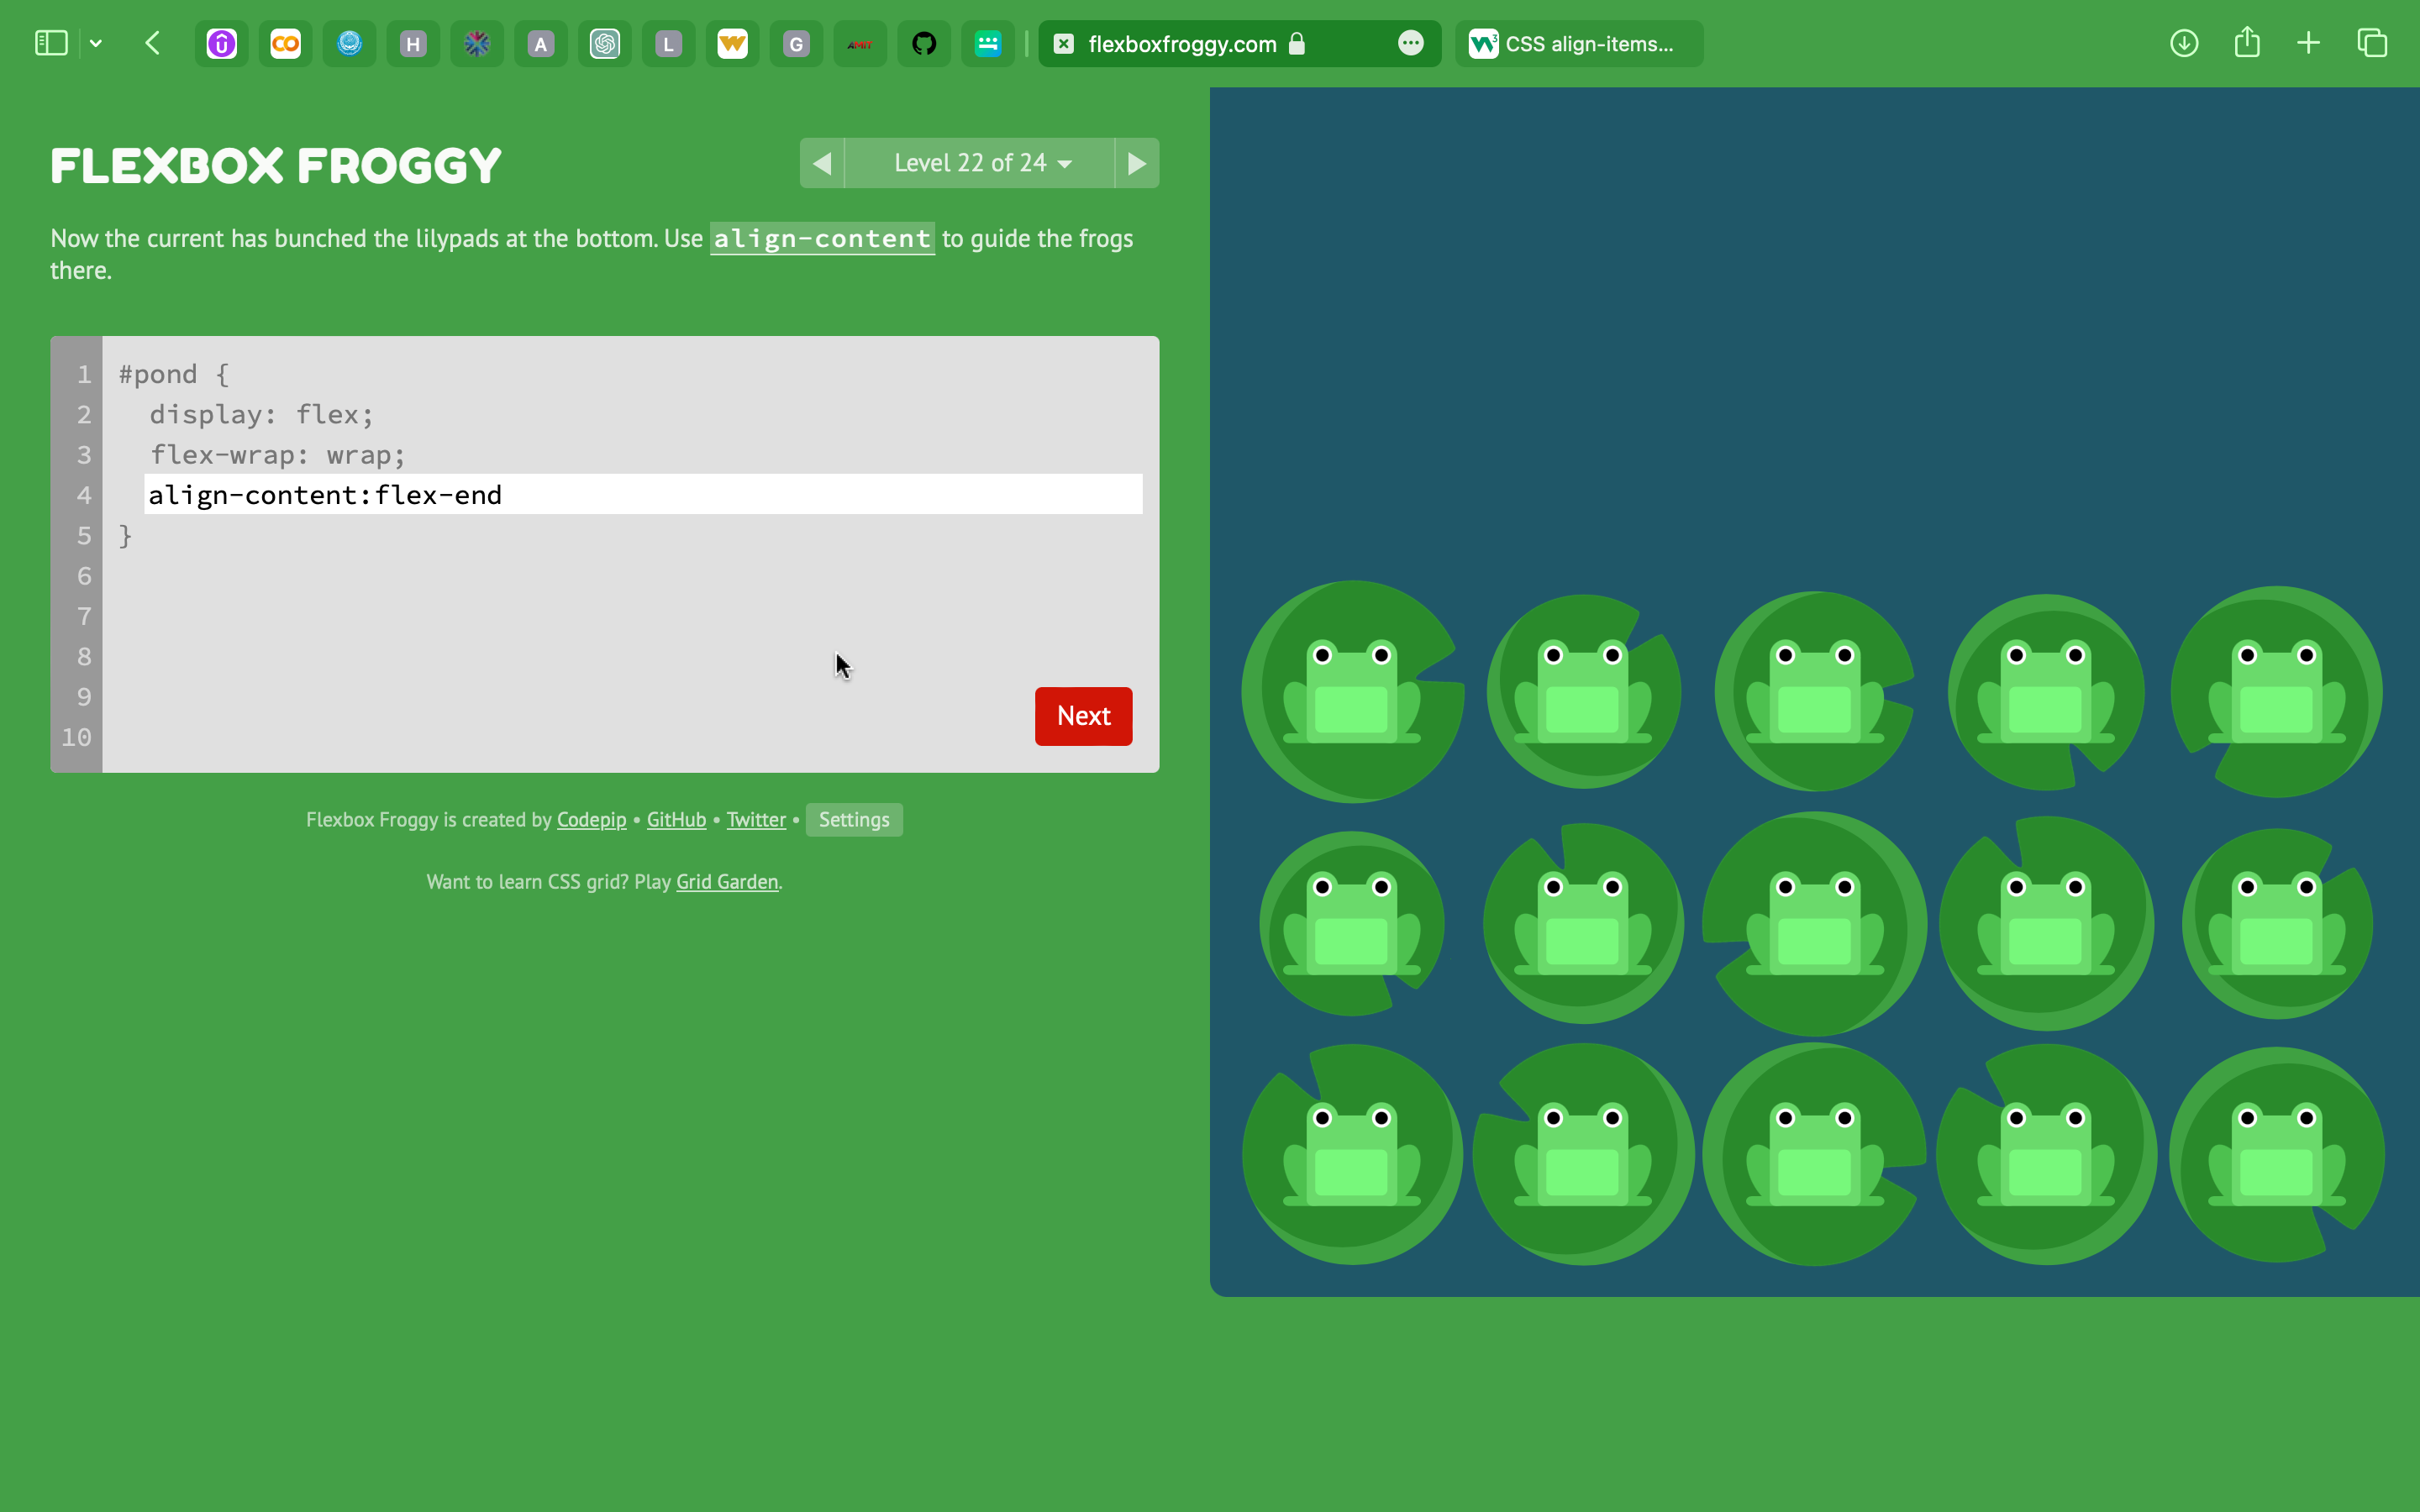 H
A
L
G
AMIT
flexboxfroggy.com
CSS align-items...
FLEXBOX FROGGY
Level 22 of 24
Now the current has bunched the lilypads at the bottom. Use align-content to guide the frogs
there.
1 #pond {
2 display: flex;
3 flex-wrap: wrap;
4 align-content:flex-end
5 }
6
7
8
9
10
Next
Flexbox Froggy is created by Codepip • GitHub • Twitter • Settings
Want to learn CSS grid? Play Grid Garden.